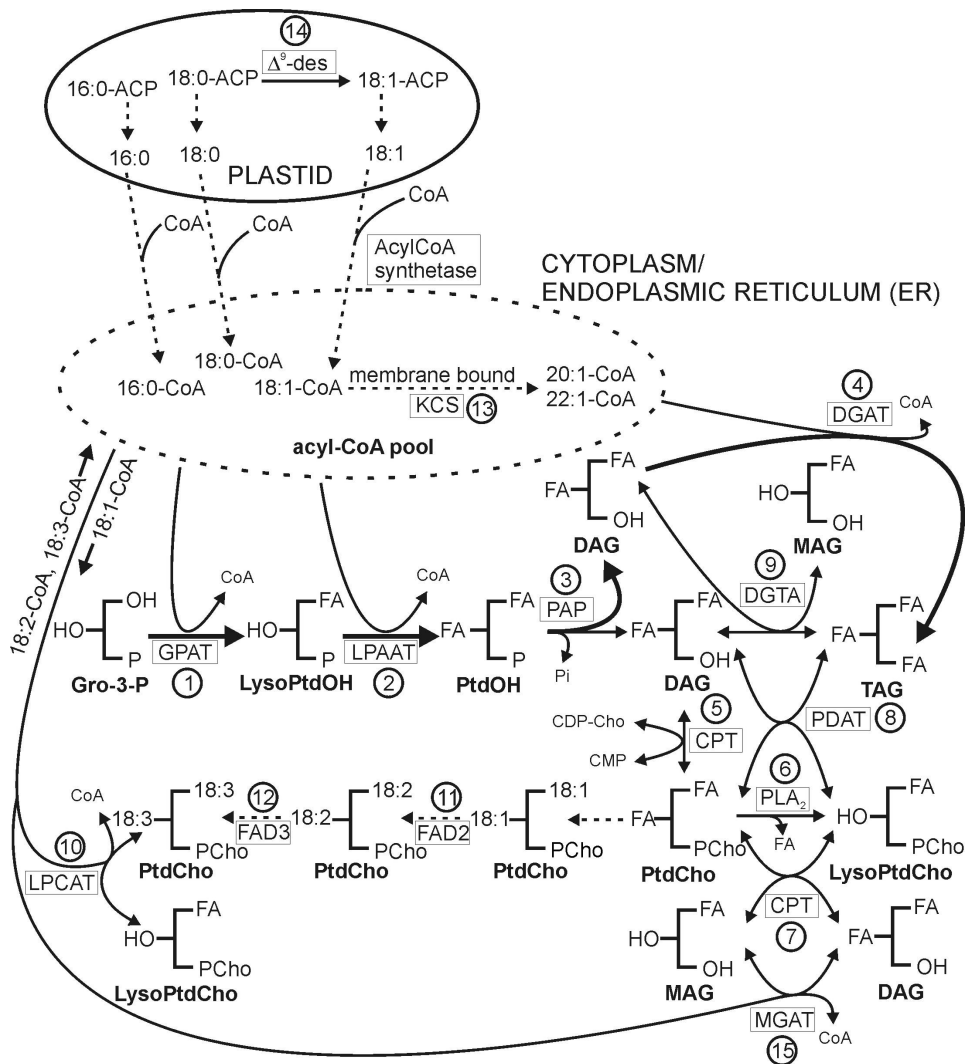 14
Δ⁹-des
16:0-ACP
18:0-ACP
18:1-ACP
16:0
18:0
18:1
PLASTID
CoA
CoA
CoA
AcylCoA
synthetase
CYTOPLASM/
ENDOPLASMIC RETICULUM (ER)
18:0-CoA
16:0-CoA
18:1-CoA
membrane bound
KCS
13
20:1-CoA
22:1-CoA
acyl-CoA pool
4
DGAT
CoA
18:2-CoA, 18:3-CoA
18:1-CoA
FA
FA
OH
DAG
FA
HO
OH
MAG
OH
HO
P
Gro-3-P
CoA
GPAT
1
FA
HO
P
LysoPtdOH
CoA
LPAAT
2
FA
FA
P
PtdOH
3
PAP
Pi
FA
FA
OH
DAG
9
DGTA
FA
FA
FA
TAG
CDP-Cho
CMP
5
CPT
PDAT
8
CoA
18:3
18:3
PCho
PtdCho
12
FAD3
18:2
18:2
PCho
PtdCho
11
FAD2
18:1
18:1
PCho
PtdCho
FA
FA
PCho
PtdCho
6
PLA₂
FA
FA
HO
PCho
LysoPtdCho
10
LPCAT
FA
HO
PCho
LysoPtdCho
FA
HO
OH
MAG
CPT
7
FA
FA
OH
DAG
MGAT
15
CoA